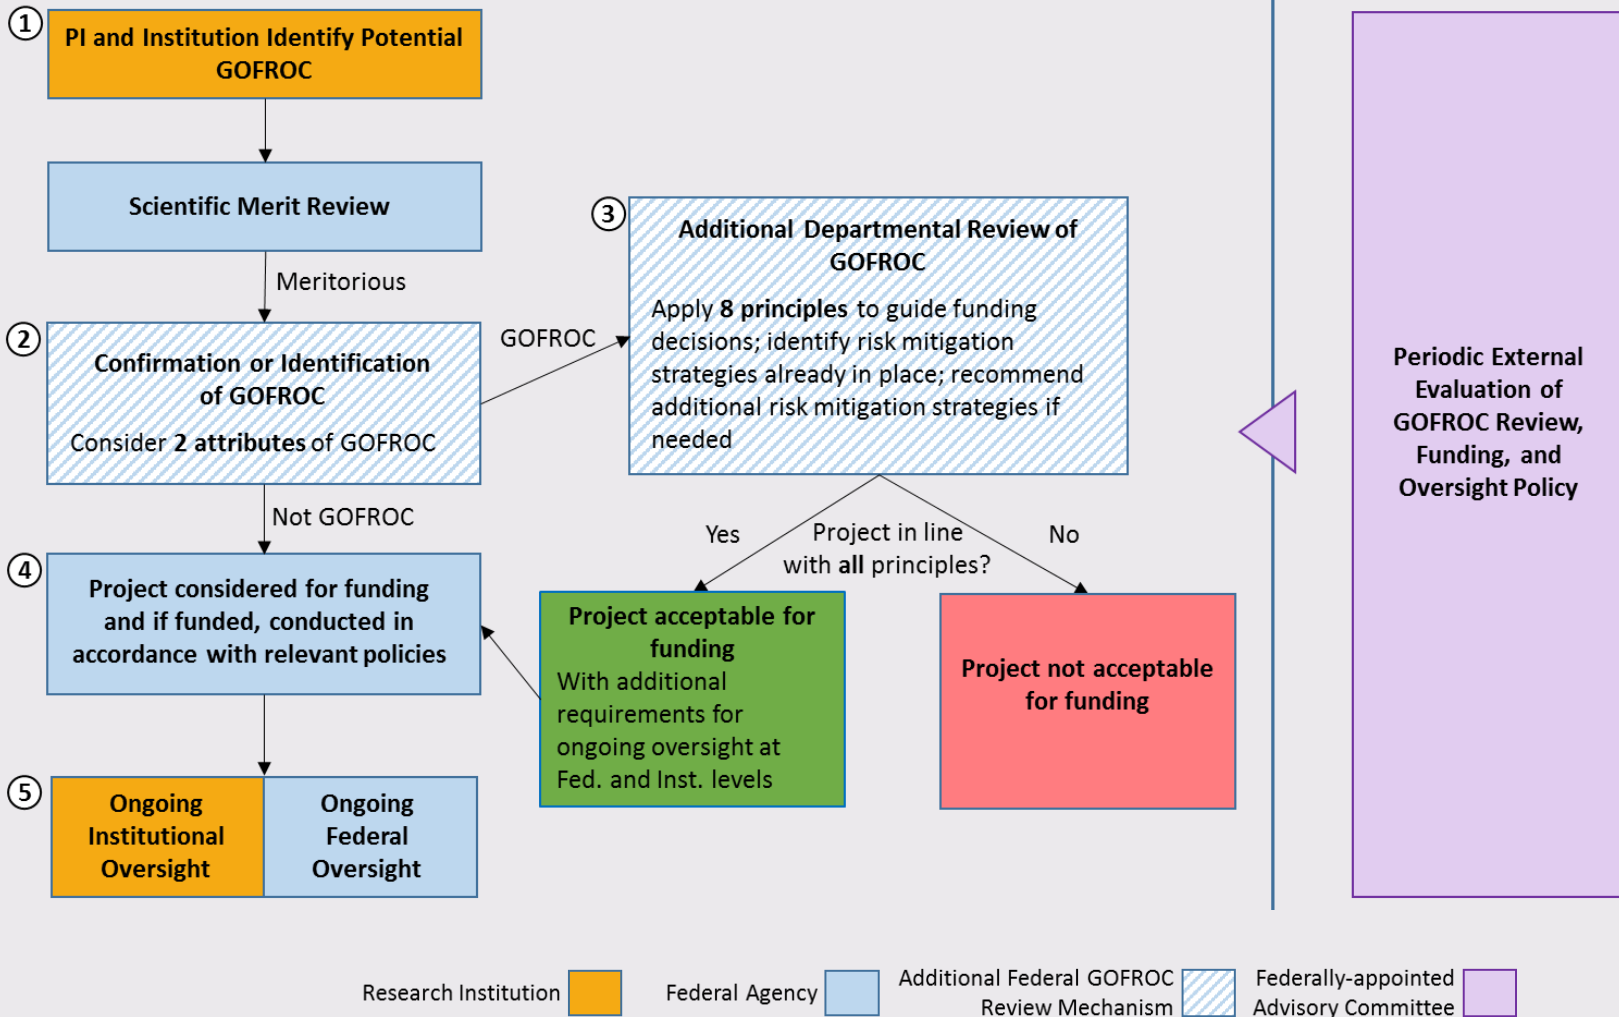 1
PI and Institution Identify Potential
GOFROC
Scientific Merit Review
Meritorious
2
Confirmation or Identification
of GOFROC
Consider 2 attributes of GOFROC
GOFROC
3
Additional Departmental Review of
GOFROC
Apply 8 principles to guide funding
decisions; identify risk mitigation
strategies already in place; recommend
additional risk mitigation strategies if
needed
Not GOFROC
Yes
Project in line
with all principles?
No
4
Project considered for funding
and if funded, conducted in
accordance with relevant policies
Project acceptable for
funding
With additional
requirements for
ongoing oversight at
Fed. and Inst. levels
Project not acceptable
for funding
5
Ongoing
Institutional
Oversight
Ongoing
Federal
Oversight
Periodic External
Evaluation of
GOFROC Review,
Funding, and
Oversight Policy
Research Institution
Federal Agency
Additional Federal GOFROC
Review Mechanism
Federally-appointed
Advisory Committee